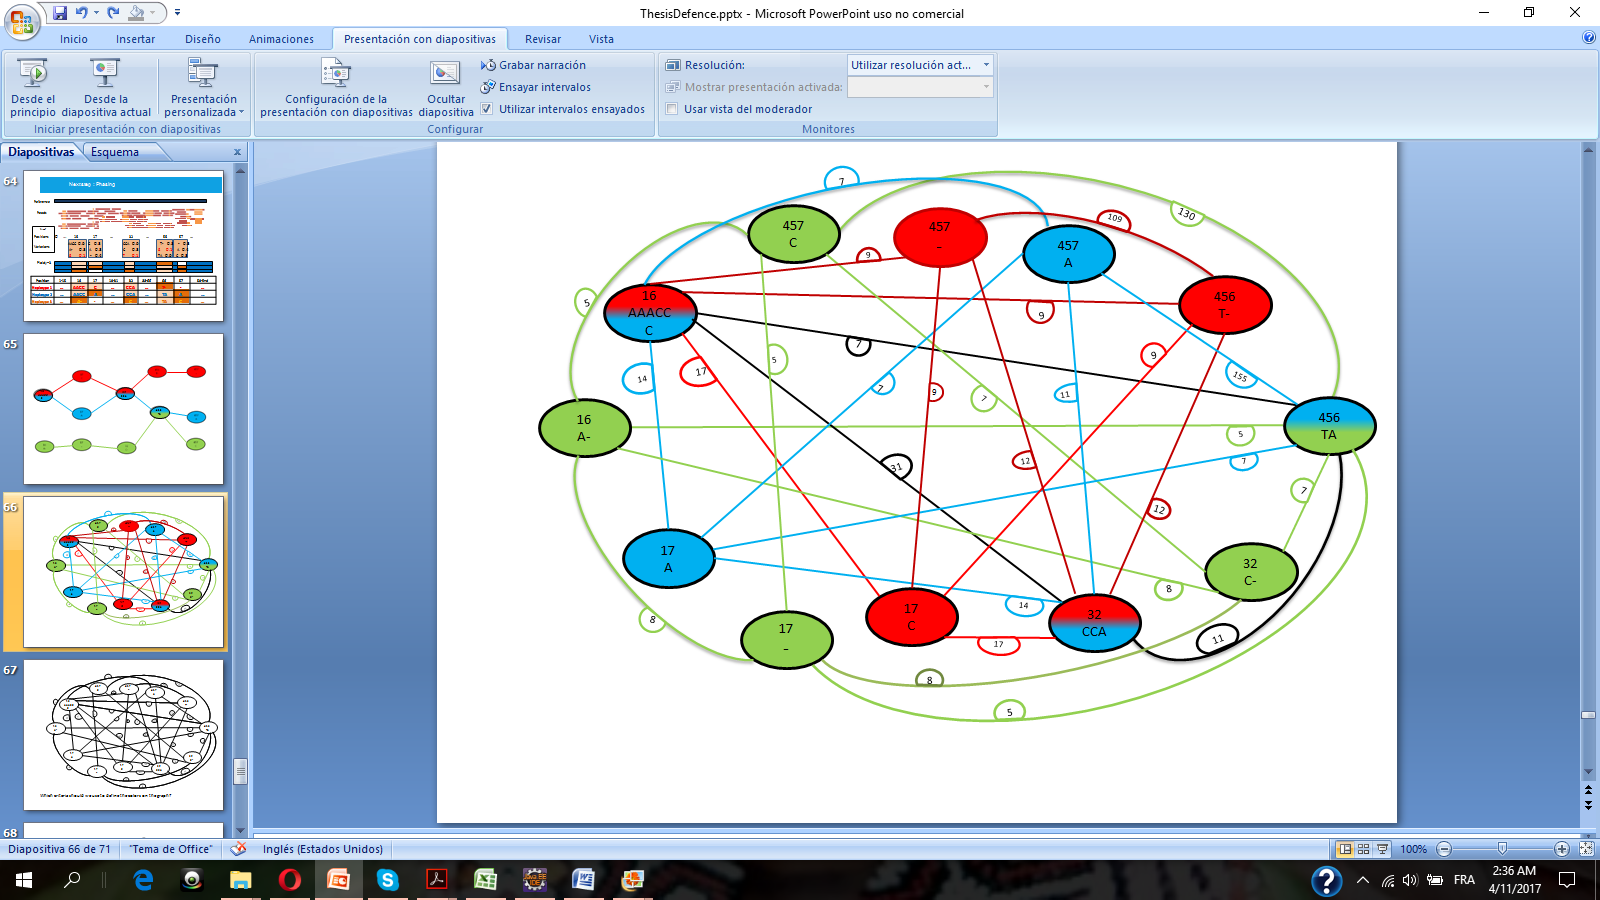 ThesisDefence.pptx - Microsoft PowerPoint uso no comercial
Inicio Insertar Diseño Animaciones Presentación con diapositivas Revisar Vista
Desde el principio
Desde la diapositiva actual
Presentación personalizada
Iniciar presentación con diapositivas
Configuración de la presentación con diapositivas
Ocultar diapositiva
Grabar narración
Ensayar intervalos
Utilizar intervalos ensayados
Configurar
Resolución: Utilizar resolución act...
Mostrar presentación activada:
Usar vista del moderador
Monitores
Diapositivas Esquema x
64
65
66
67
68
7
130
109
457
C
457
-
457
A
9
5
16
AAACC
C
456
T-
9
7
9
5
14
17
7
9
11
7
155
16
A-
456
TA
5
7
12
31
7
12
17
A
32
C-
8
14
8
17
-
17
C
32
CCA
17
11
8
5
Diapositiva 66 de 71 "Tema de Office" Inglés (Estados Unidos) 100%
FRA
2:36 AM
4/11/2017